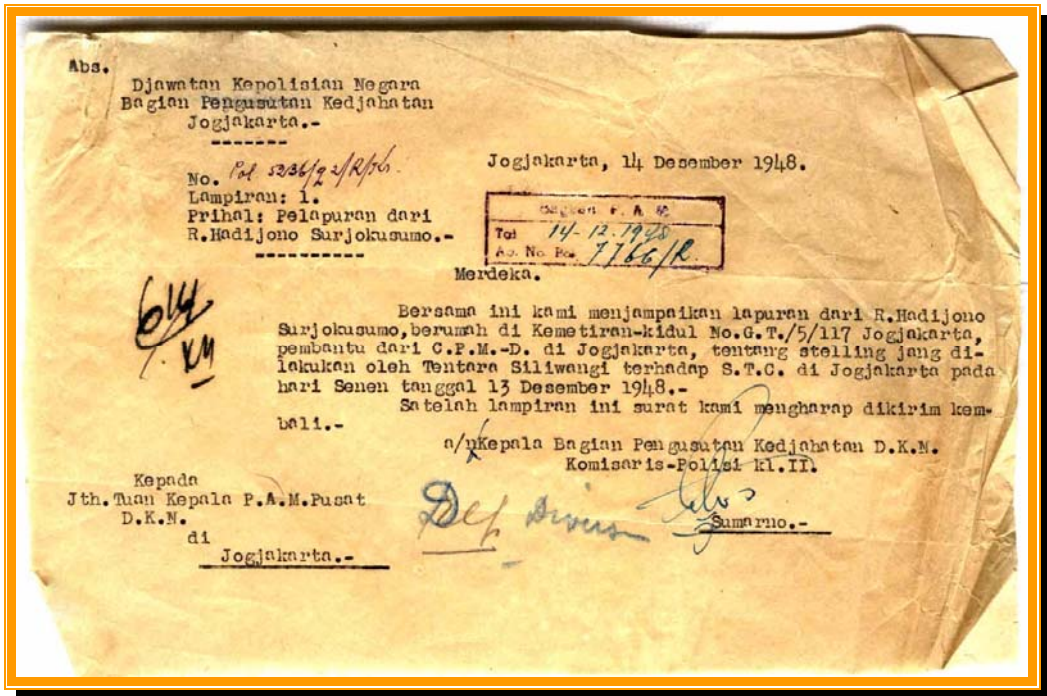 Abs.
Djawatan Kepolisian Negara
Bagian Pengusutan Kedjahatan
Jogjakarta.-
-------
Jogjakarta, 14 Desember 1948.
No. Pol
Lampiran: 1.
Prihal: Pelapuran dari
R.Hadijono Surjokusumo.-
----------
Bagian P. A. M.
Tgl 14-12.1948
Ag. No. Pol. 7766/R.
Merdeka.
Bersama ini kami menjampaikan lapuran dari R.Hadijono
Surjokusumo,berumah di Kemetiran-kidul No.G.T./5/117 Jogjakarta,
pembantu dari C.P.M.-D. di Jogjakarta, tentang stelling jang di-
lakukan oleh Tentara Siliwangi terhadap S.T.C. di Jogjakarta pada
hari Senen tanggal 13 Desember 1948.-
Satelah lampiran ini surat kami mengharap dikirim kem-
bali.-
a/nKepala Bagian Pengusutan Kedjahatan D.K.N.
Komisaris-Polisi kl.II.
Sumarno.-
Kepada
Jth.Tuan Kepala P.A.M.Pusat
D.K.N.
di
Jogjakarta.-